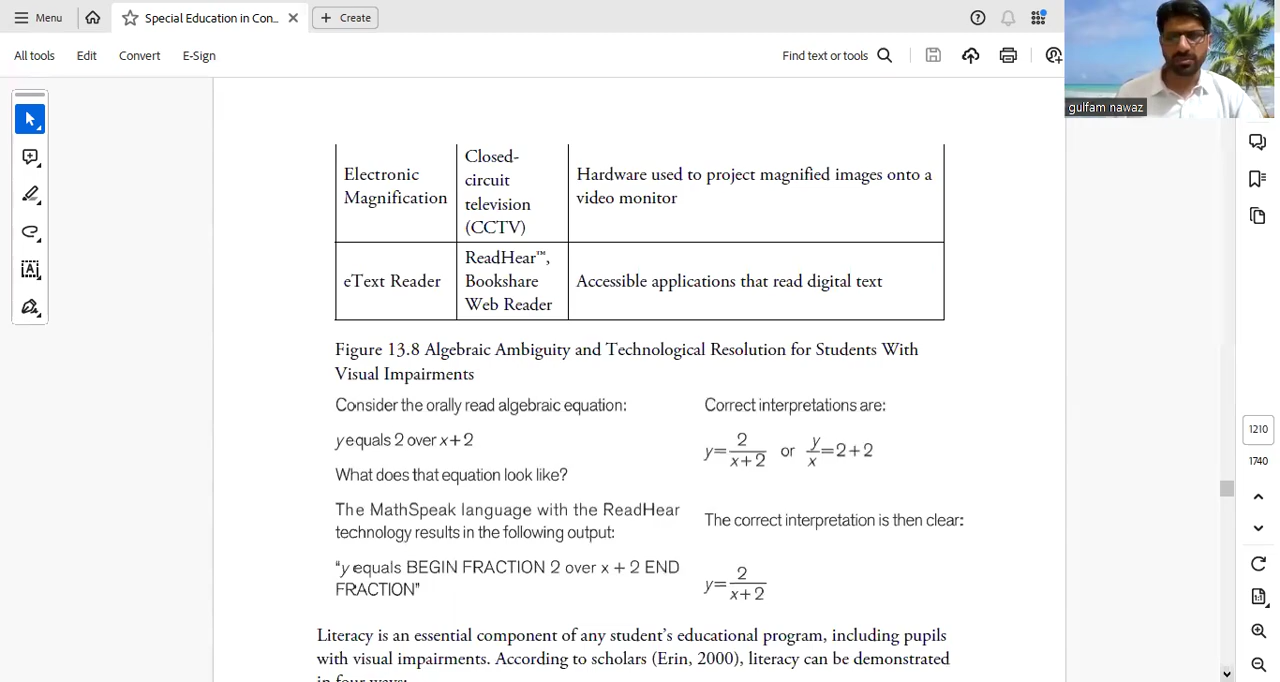 Menu
Special Education in Con...
Create
All tools
Edit
Convert
E-Sign
Find text or tools
gulfam nawaz
Electronic
Magnification
Closed-
circuit
television
(CCTV)
Hardware used to project magnified images onto a
video monitor
eText Reader
ReadHear™,
Bookshare
Web Reader
Accessible applications that read digital text
Figure 13.8 Algebraic Ambiguity and Technological Resolution for Students With
Visual Impairments
Consider the orally read algebraic equation:
y equals 2 over x+2
What does that equation look like?
The MathSpeak language with the ReadHear
technology results in the following output:
"y equals BEGIN FRACTION 2 over x + 2 END
FRACTION"
Correct interpretations are:
y= 2/x+2 or y/x =2+2
The correct interpretation is then clear:
y= 2/x+2
Literacy is an essential component of any student's educational program, including pupils
with visual impairments. According to scholars (Erin, 2000), literacy can be demonstrated
in four ways:
1210
1740
1:1